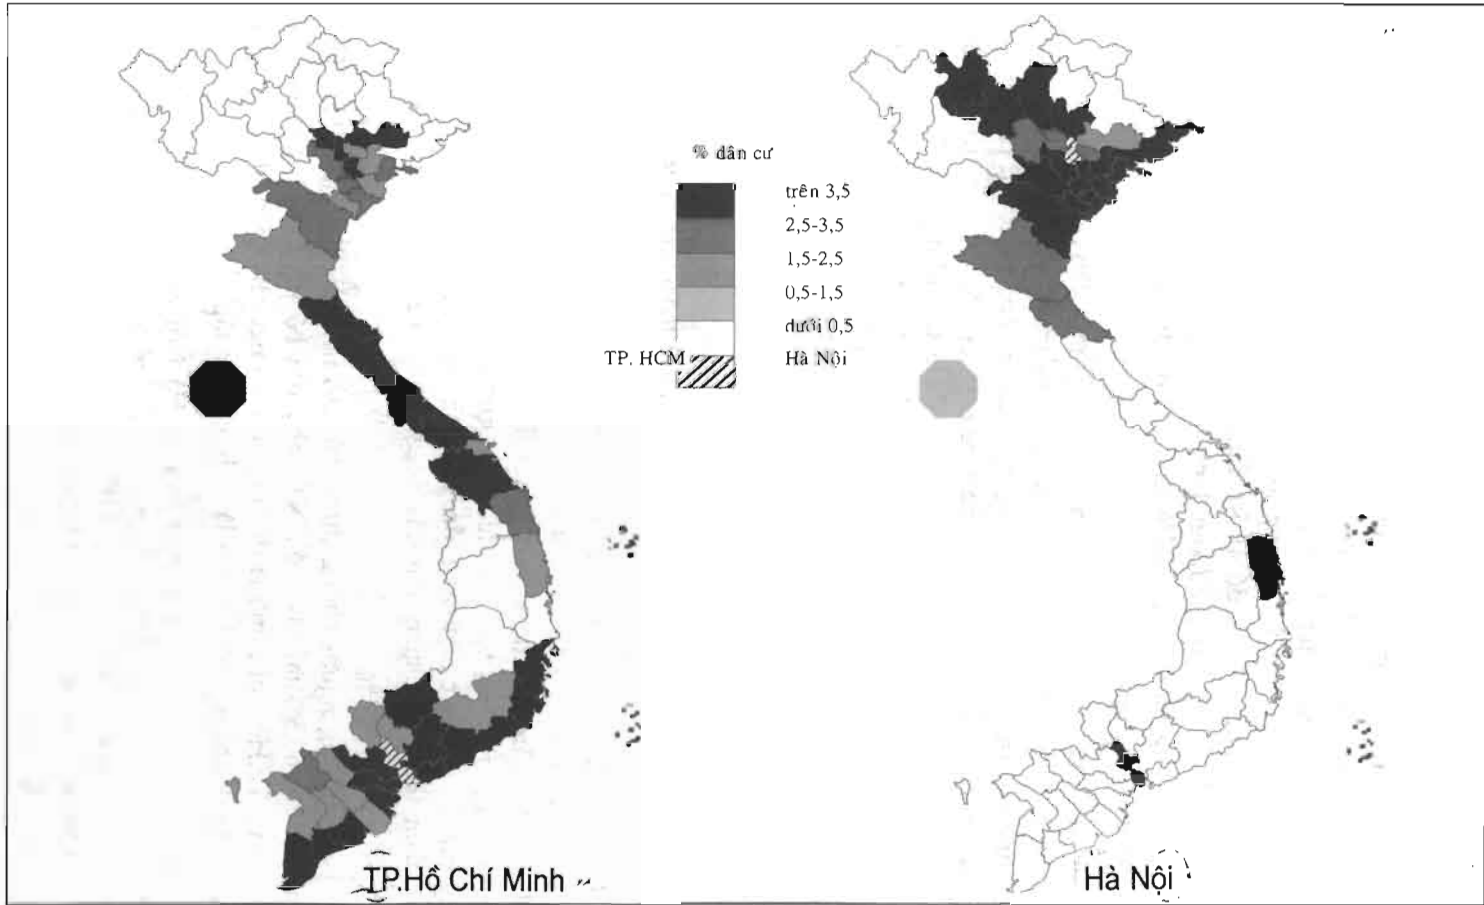 % dân cư
trên 3,5
2,5-3,5
1,5-2,5
0,5-1,5
dưới 0,5
TP. HCM Hà Nội
TP.Hồ Chí Minh
Hà Nội